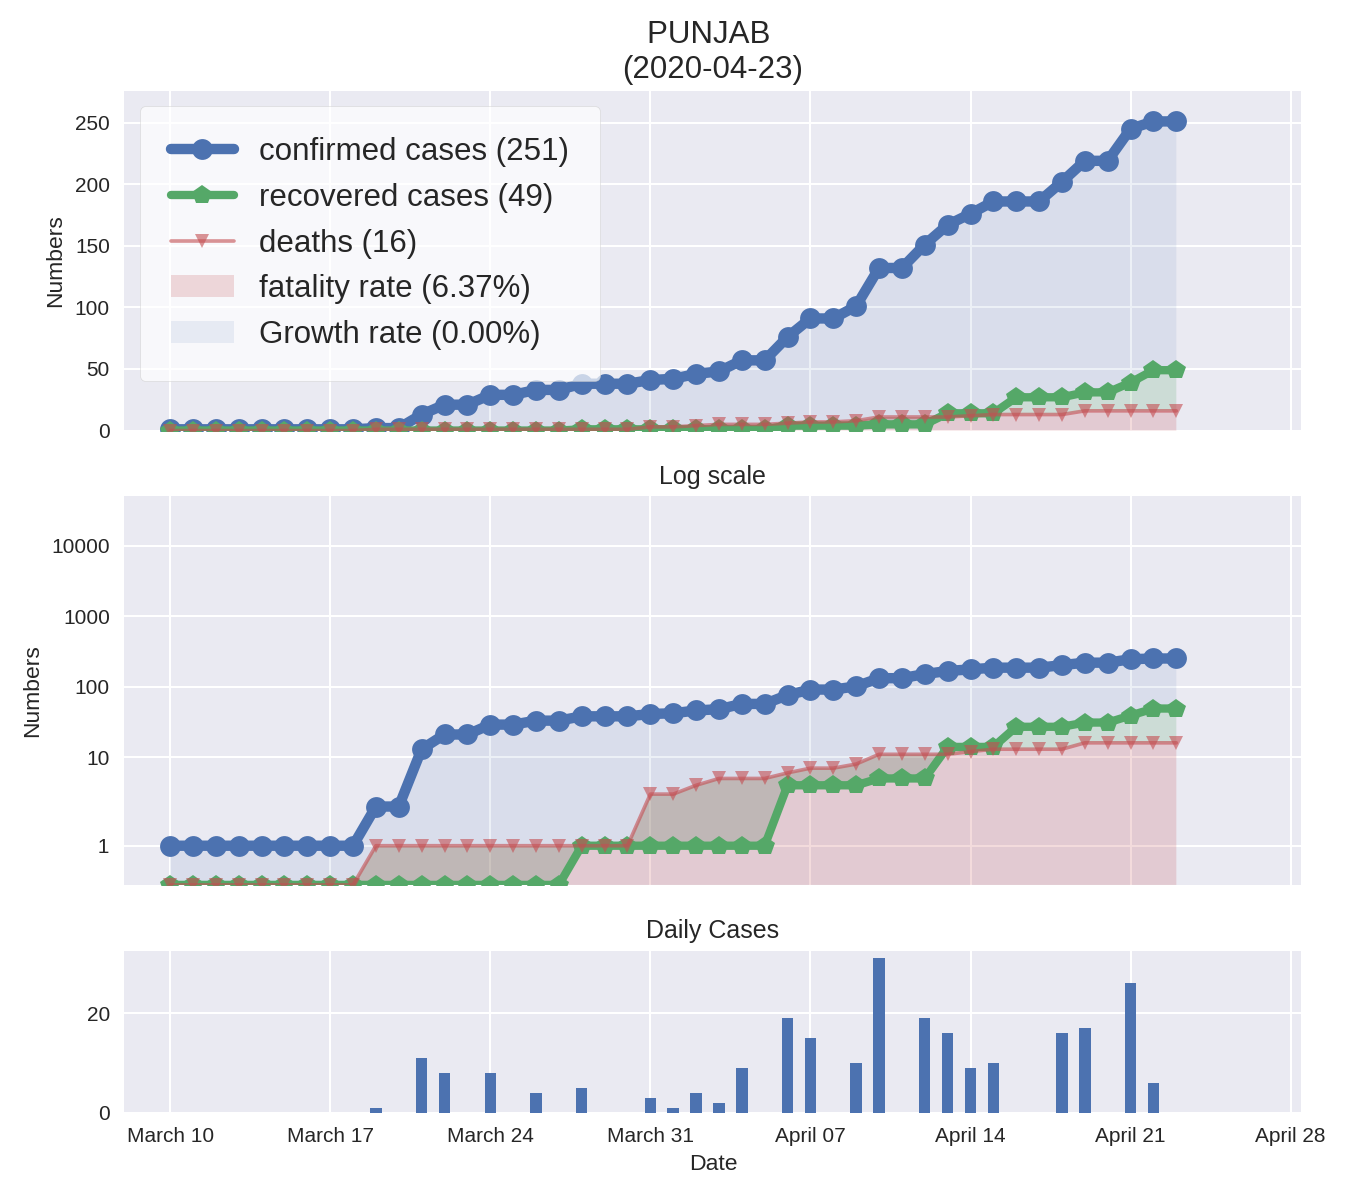 PUNJAB
(2020-04-23)
250
200
150
100
50
0
Numbers
confirmed cases (251)
recovered cases (49)
deaths (16)
fatality rate (6.37%)
Growth rate (0.00%)
Log scale
10000
1000
100
10
1
Numbers
Daily Cases
20
0
March 10 March 17 March 24 March 31 April 07 April 14 April 21 April 28
Date